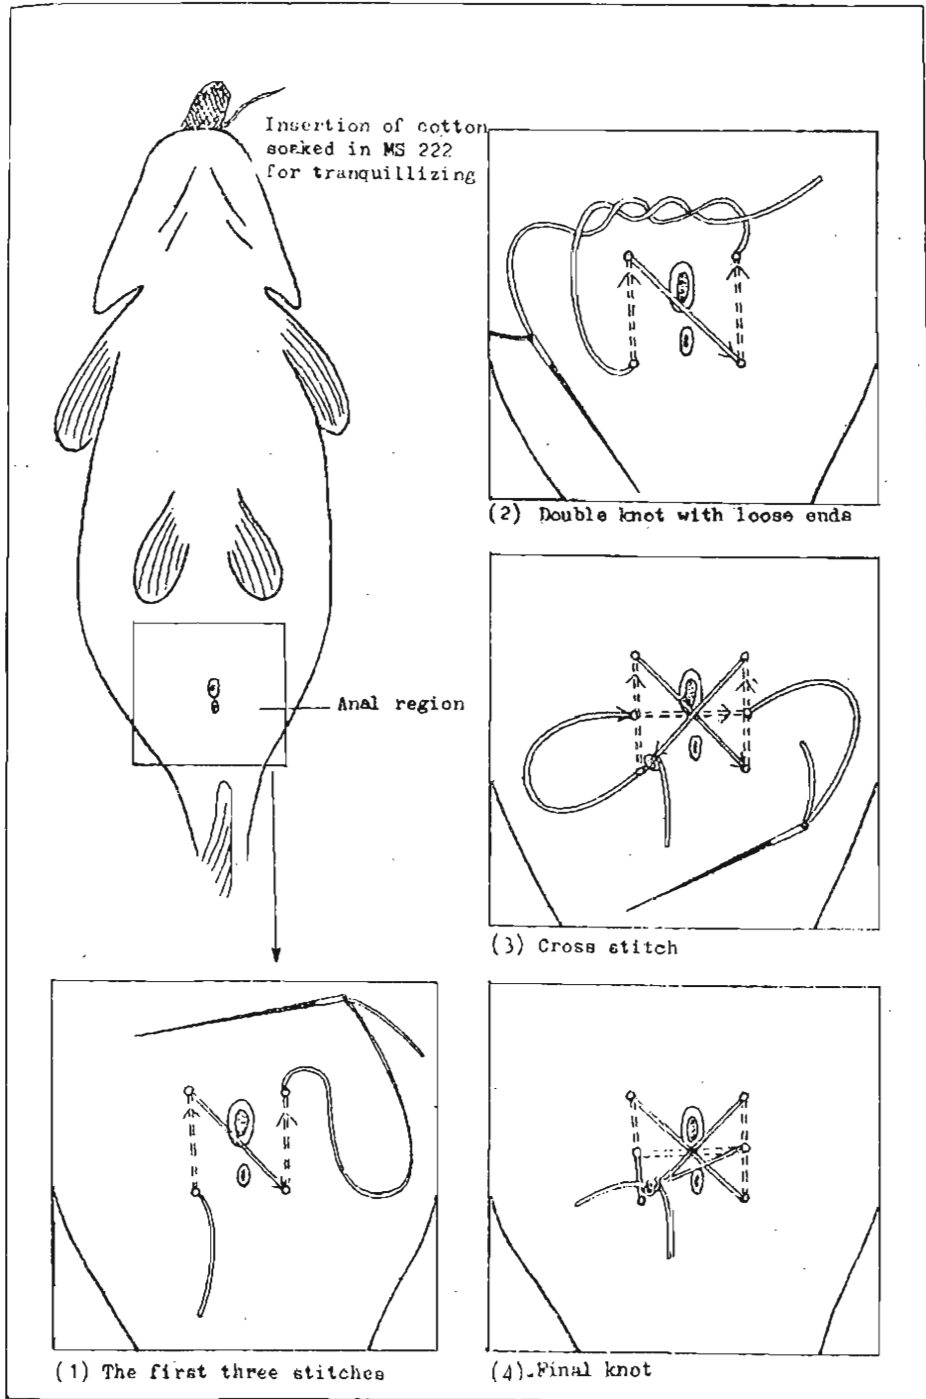 Insertion of cotton
soaked in MS 222
for tranquillizing
Anal region
(1) The first three stitches
(2) Double knot with loose ends
(3) Cross stitch
(4) Final knot